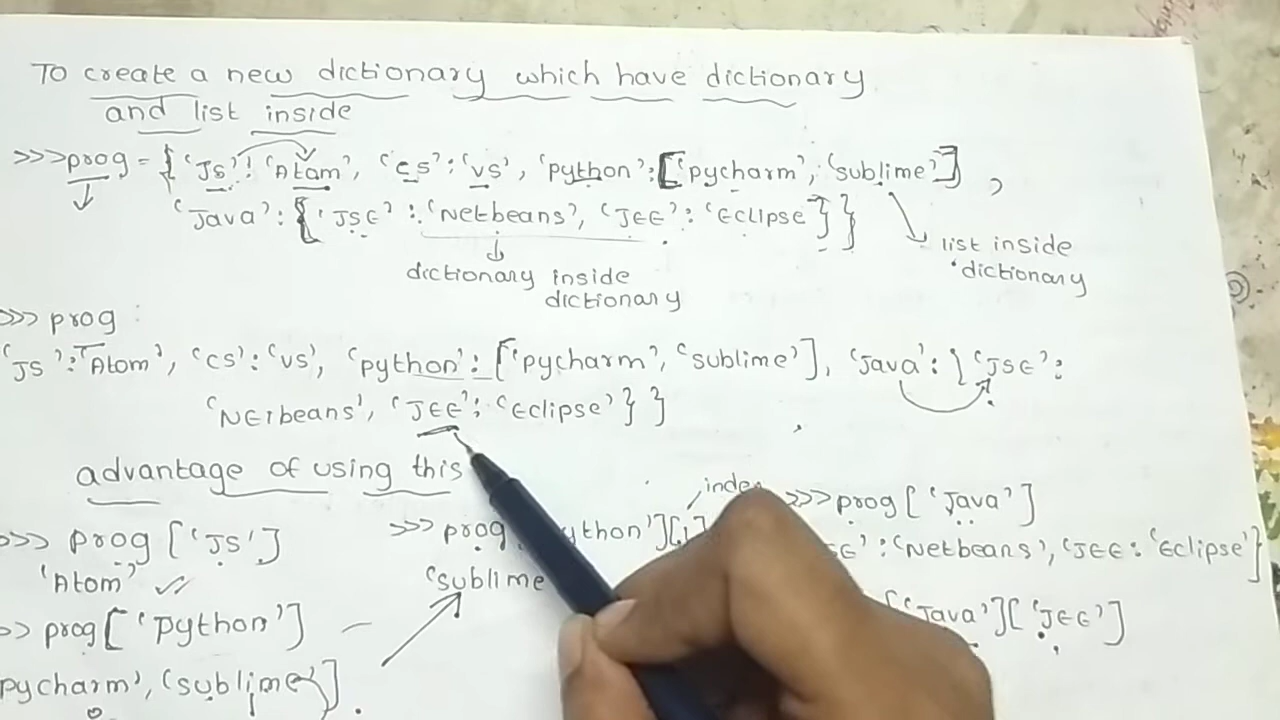 To create a new dictionary which have dictionary
and list inside
>>>prog = { 'JS' : 'Atom', 'CS' : 'VS', 'python' : ['pycharm', 'sublime'] ,
'Java' : { 'JSE' : 'Netbeans', 'JEE' : 'Eclipse' } }
list inside
dictionary
dictionary inside
dictionary
>>> prog :
'JS' : 'Atom', 'CS' : 'VS', 'python' : ['pycharm', 'sublime'], 'Java' : { 'JSE' :
'NEtbeans', 'JEE' : 'Eclipse' } }
advantage of using this
>>> prog ['JS']
'Atom'
>> prog ['python']
pycharm', 'sublime'].
index
>>> prog ython'][1]
'sublime
>>>prog ['Java']
' : 'Netbeans', 'JEE : 'Eclipse' }
['Java'] ['JEE']